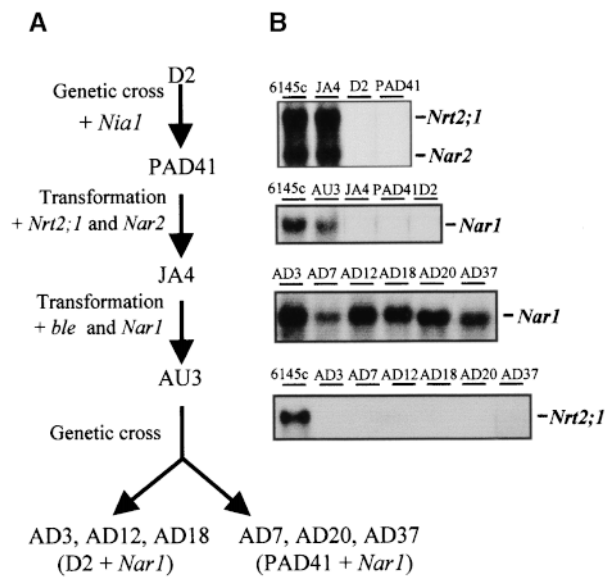 A
D2
Genetic cross
+ Nia1
PAD41
Transformation
+ Nrt2;1 and Nar2
JA4
Transformation
+ ble and Nar1
AU3
Genetic cross
AD3, AD12, AD18
(D2 + Nar1)
AD7, AD20, AD37
(PAD41 + Nar1)
B
6145c JA4 D2 PAD41
Nrt2;1
Nar2
6145c AU3 JA4 PAD41 D2
Nar1
AD3 AD7 AD12 AD18 AD20 AD37
Nar1
6145c AD3 AD7 AD12 AD18 AD20 AD37
Nrt2;1